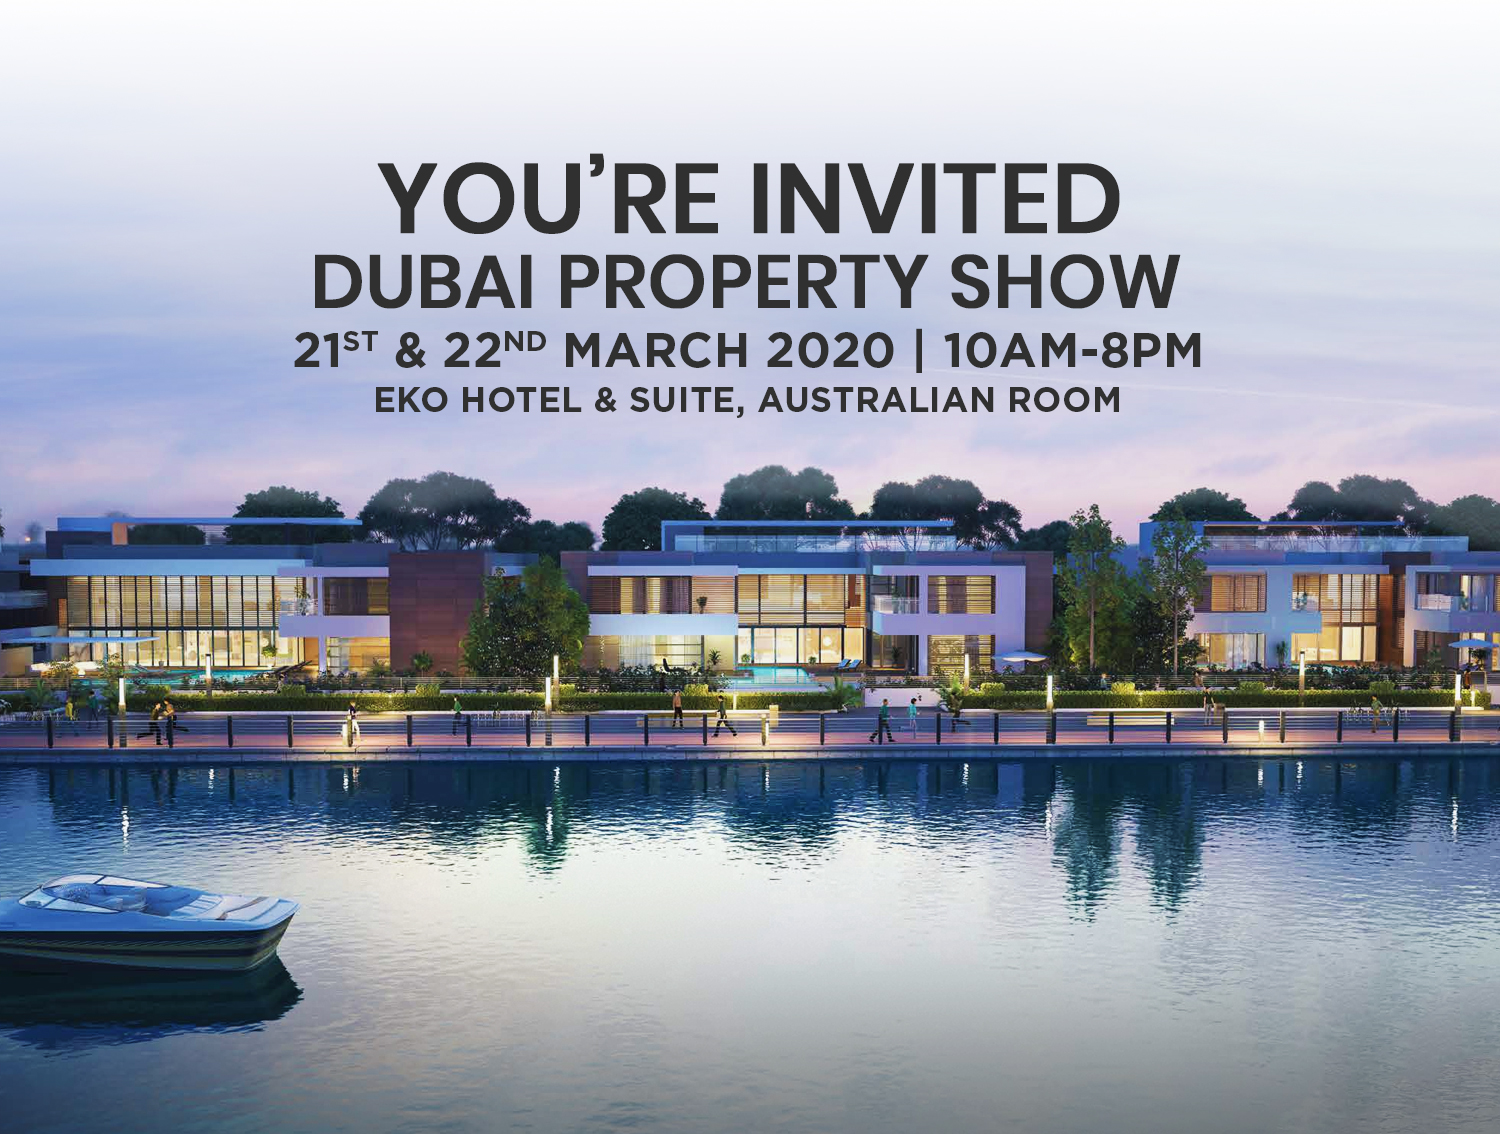 YOU’RE INVITED
DUBAI PROPERTY SHOW
21ST & 22ND MARCH 2020 | 10AM-8PM
EKO HOTEL & SUITE, AUSTRALIAN ROOM